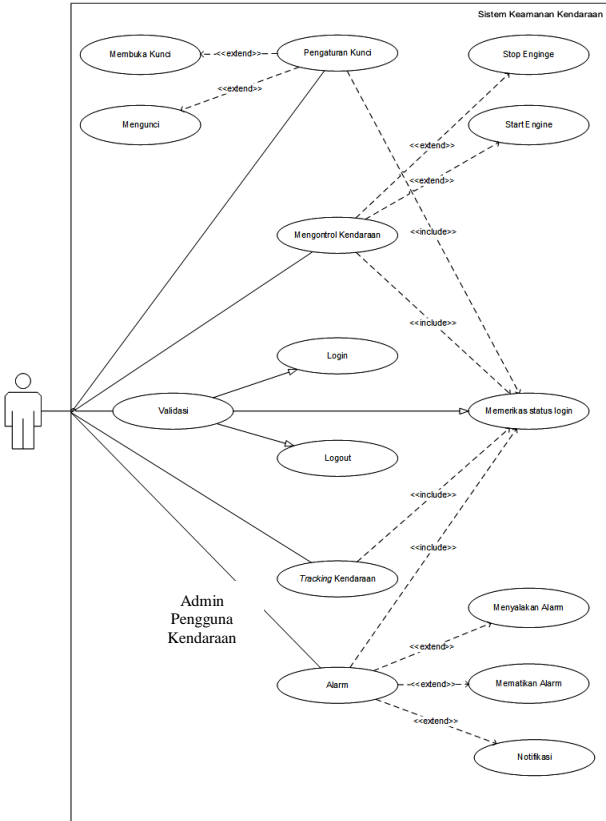 Sistem Keamanan Kendaraan
Membuka Kunci
<<extend>>
Pengaturan Kunci
Stop Enginge
<<extend>>
Mengunci
Start Engine
<<extend>>
<<extend>>
Mengontrol Kendaraan
<<include>>
<<include>>
Login
Validasi
Memerikas status login
Logout
<<include>>
<<include>>
Tracking Kendaraan
Admin
Pengguna
Kendaraan
Menyalakan Alarm
<<extend>>
Alarm
<<extend>>
Mematikan Alarm
<<extend>>
Notifikasi